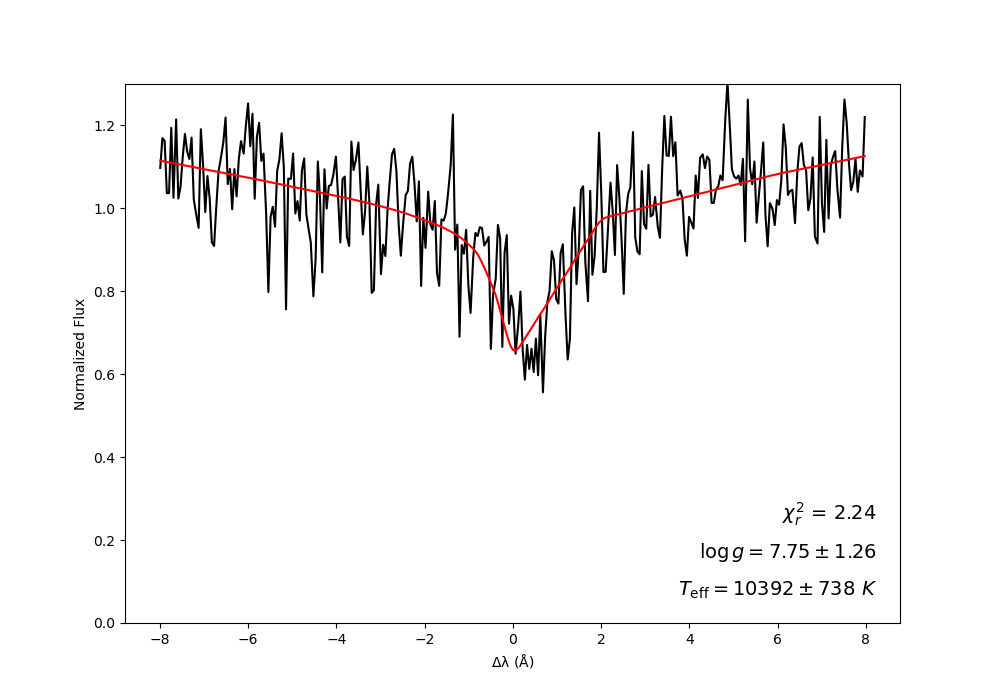 1.2
1.0
0.8
0.6
0.4
0.2
0.0
Normalized Flux
χ²ᵣ = 2.24
log g = 7.75 ± 1.26
T_eff = 10392 ± 738 K
−8 −6 −4 −2 0 2 4 6 8
Δλ (Å)